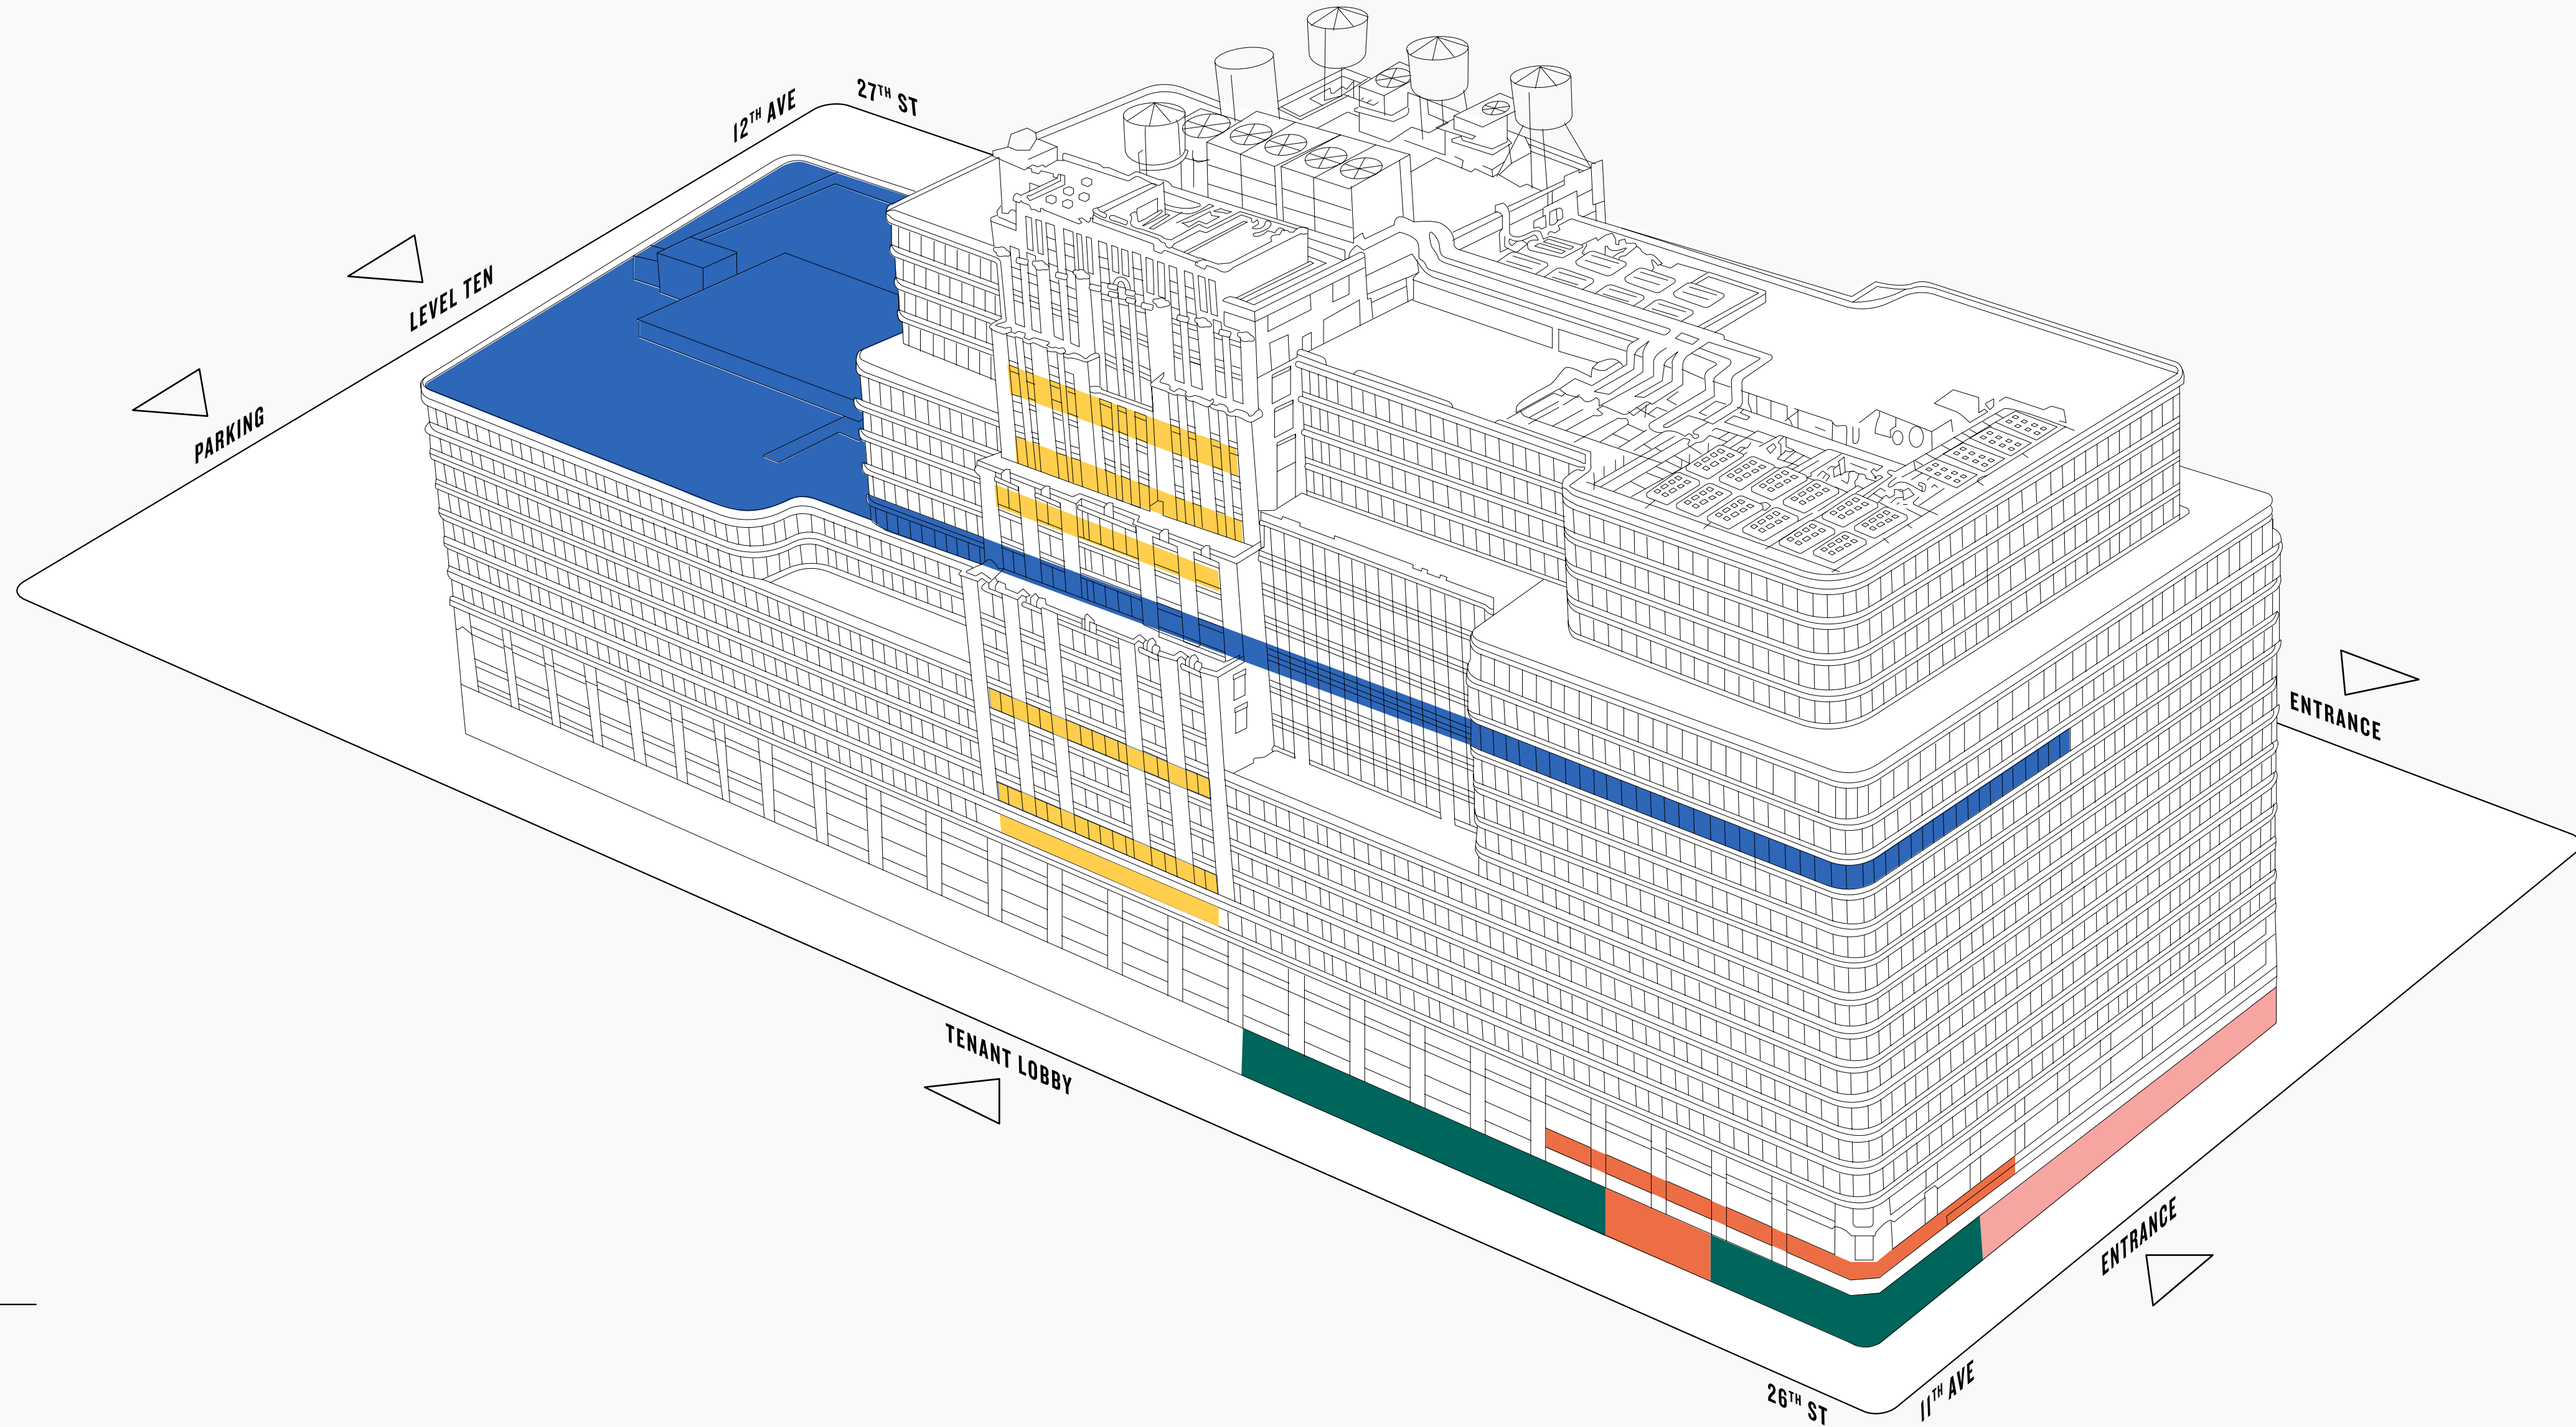 27TH ST
12TH AVE
LEVEL TEN
PARKING
ENTRANCE
TENANT LOBBY
ENTRANCE
26TH ST
11TH AVE